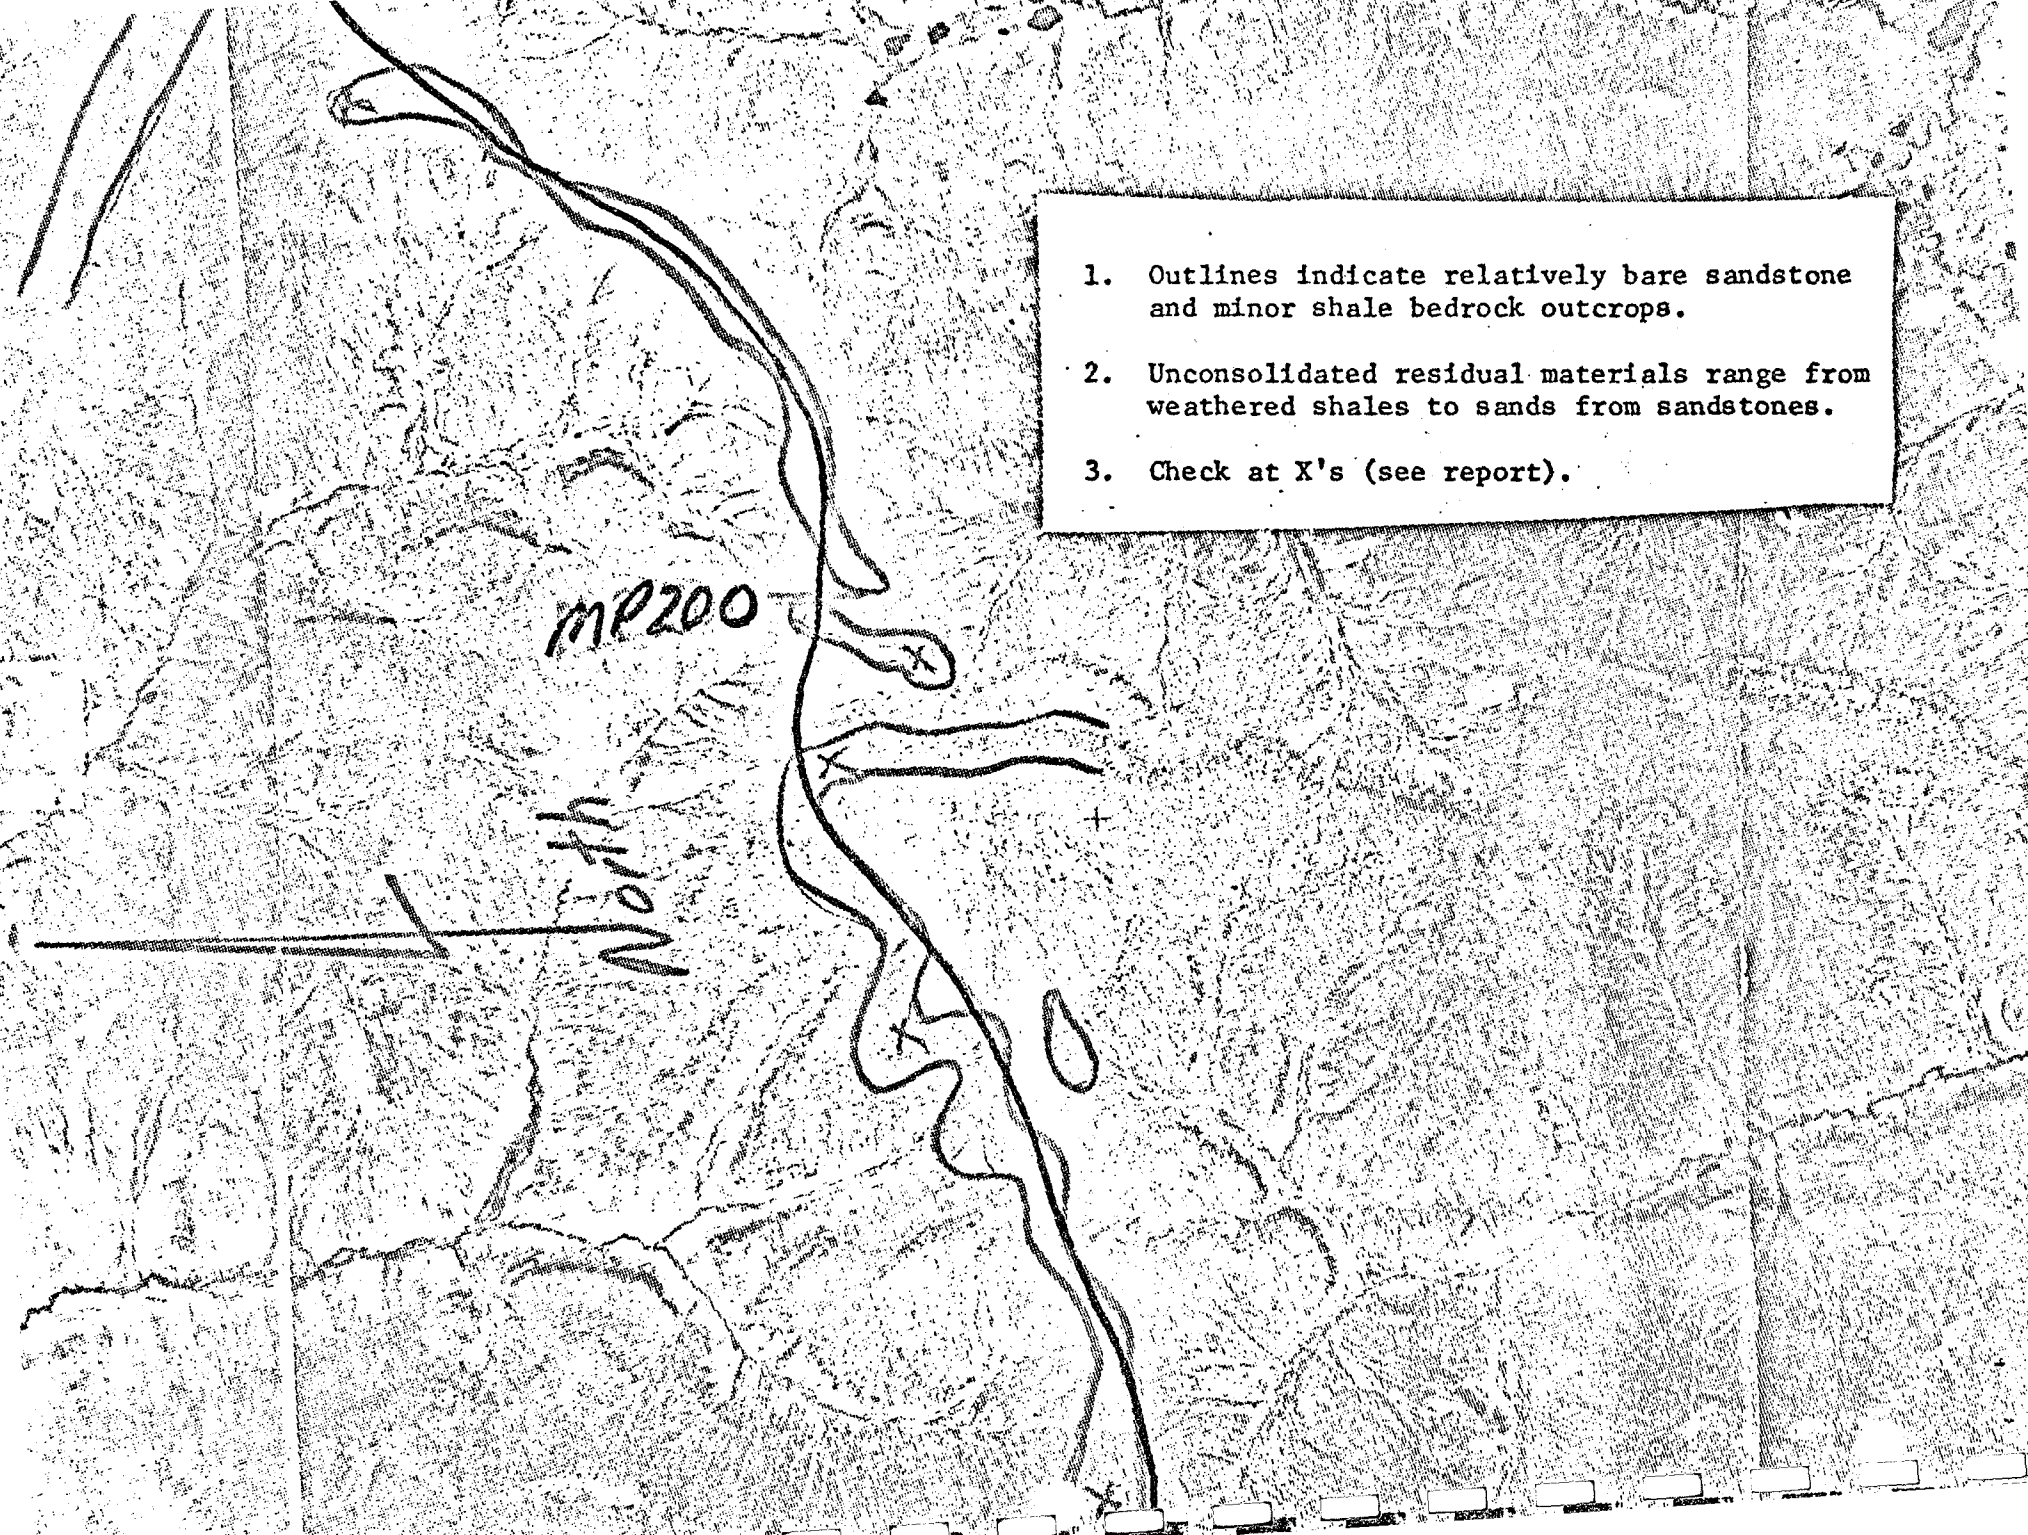 1. Outlines indicate relatively bare sandstone
and minor shale bedrock outcrops.
2. Unconsolidated residual materials range from
weathered shales to sands from sandstones.
3. Check at X's (see report).
MP200
X
X
North
X
X